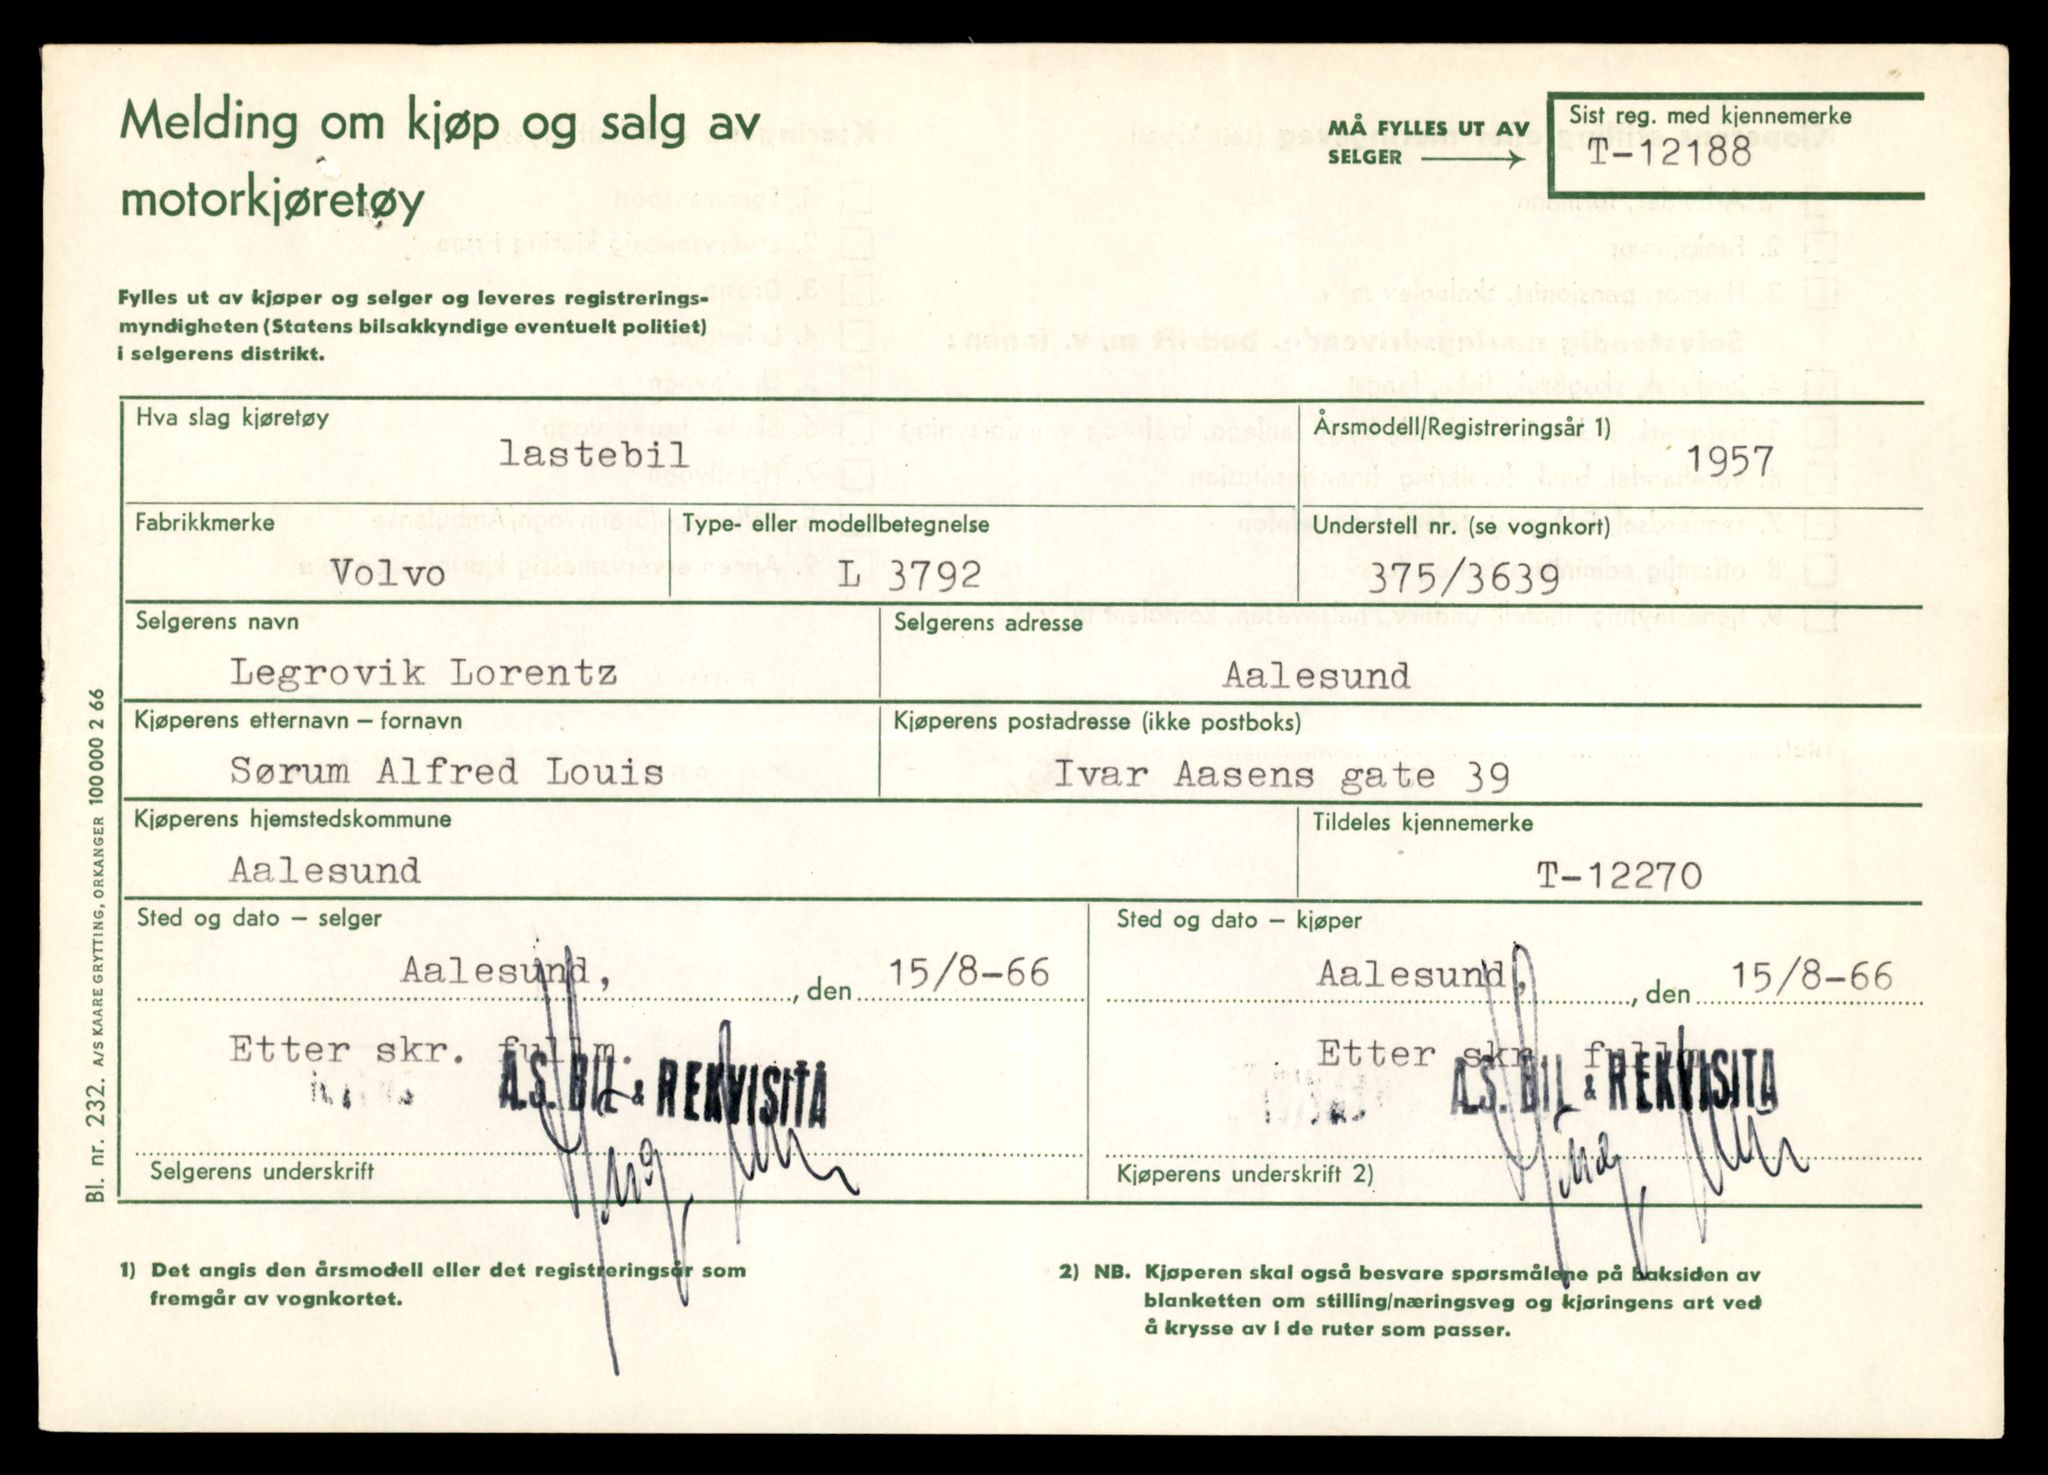 Melding om kjøp og salg av
motorkjøretøy
MÅ FYLLES UT AV
SELGER
Sist reg. med kjennemerke
T-12188
Fylles ut av kjøper og selger og leveres registrerings-
myndigheten (Statens bilsakkyndige eventuelt politiet)
i selgerens distrikt.
Hva slag kjøretøy
lastebil
Årsmodell/Registreringsår 1)
1957
Fabrikkmerke
Volvo
Type- eller modellbetegnelse
L 3792
Understell nr. (se vognkort)
375/3639
Selgerens navn
Legrovik Lorentz
Selgerens adresse
Aalesund
Kjøperens etternavn – fornavn
Sørum Alfred Louis
Kjøperens postadresse (ikke postboks)
Ivar Aasens gate 39
Kjøperens hjemstedskommune
Aalesund
Tildeles kjennemerke
T-12270
Sted og dato – selger
Aalesund, , den 15/8-66
Etter skr. fullm.
A.S. BIL & REKVISITA
Selgerens underskrift
Sted og dato – kjøper
Aalesund, , den 15/8-66
Etter skr. fullm.
A.S. BIL & REKVISITA
Kjøperens underskrift 2)
1) Det angis den årsmodell eller det registreringsår som
fremgår av vognkortet.
2) NB. Kjøperen skal også besvare spørsmålene på baksiden av
blanketten om stilling/næringsveg og kjøringens art ved
å krysse av i de ruter som passer.
Bl. nr. 232. A/S KAARE GRYTTING, ORKANGER 100 000 2 66